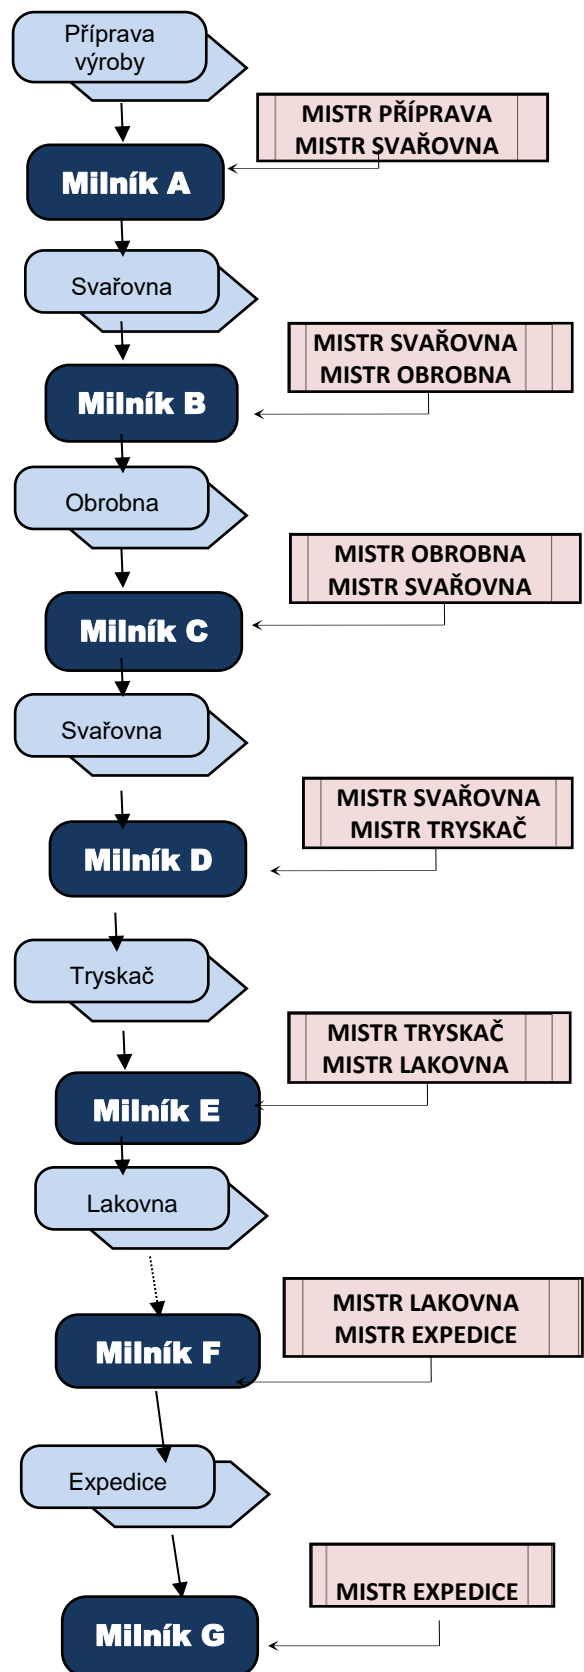 Příprava
výroby
MISTR PŘÍPRAVA
MISTR SVAŘOVNA
Milník A
Svařovna
MISTR SVAŘOVNA
MISTR OBROBNA
Milník B
Obrobna
MISTR OBROBNA
MISTR SVAŘOVNA
Milník C
Svařovna
MISTR SVAŘOVNA
MISTR TRYSKAČ
Milník D
Tryskač
MISTR TRYSKAČ
MISTR LAKOVNA
Milník E
Lakovna
MISTR LAKOVNA
MISTR EXPEDICE
Milník F
Expedice
MISTR EXPEDICE
Milník G